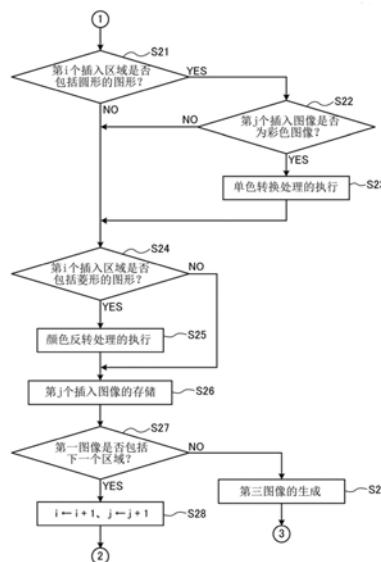 ①
S21
第i个插入区域是否
包括圆形的图形?
YES
NO
S22
第j个插入图像是否
为彩色图像?
NO
YES
单色转换处理的执行
S2
S24
第i个插入区域是否
包括菱形的图形?
NO
YES
颜色反转处理的执行
S25
第j个插入图像的存储
S26
S27
第一图像是否包括
下一个区域?
NO
YES
i←i+1、j←j+1
S28
第三图像的生成
S2
②
③